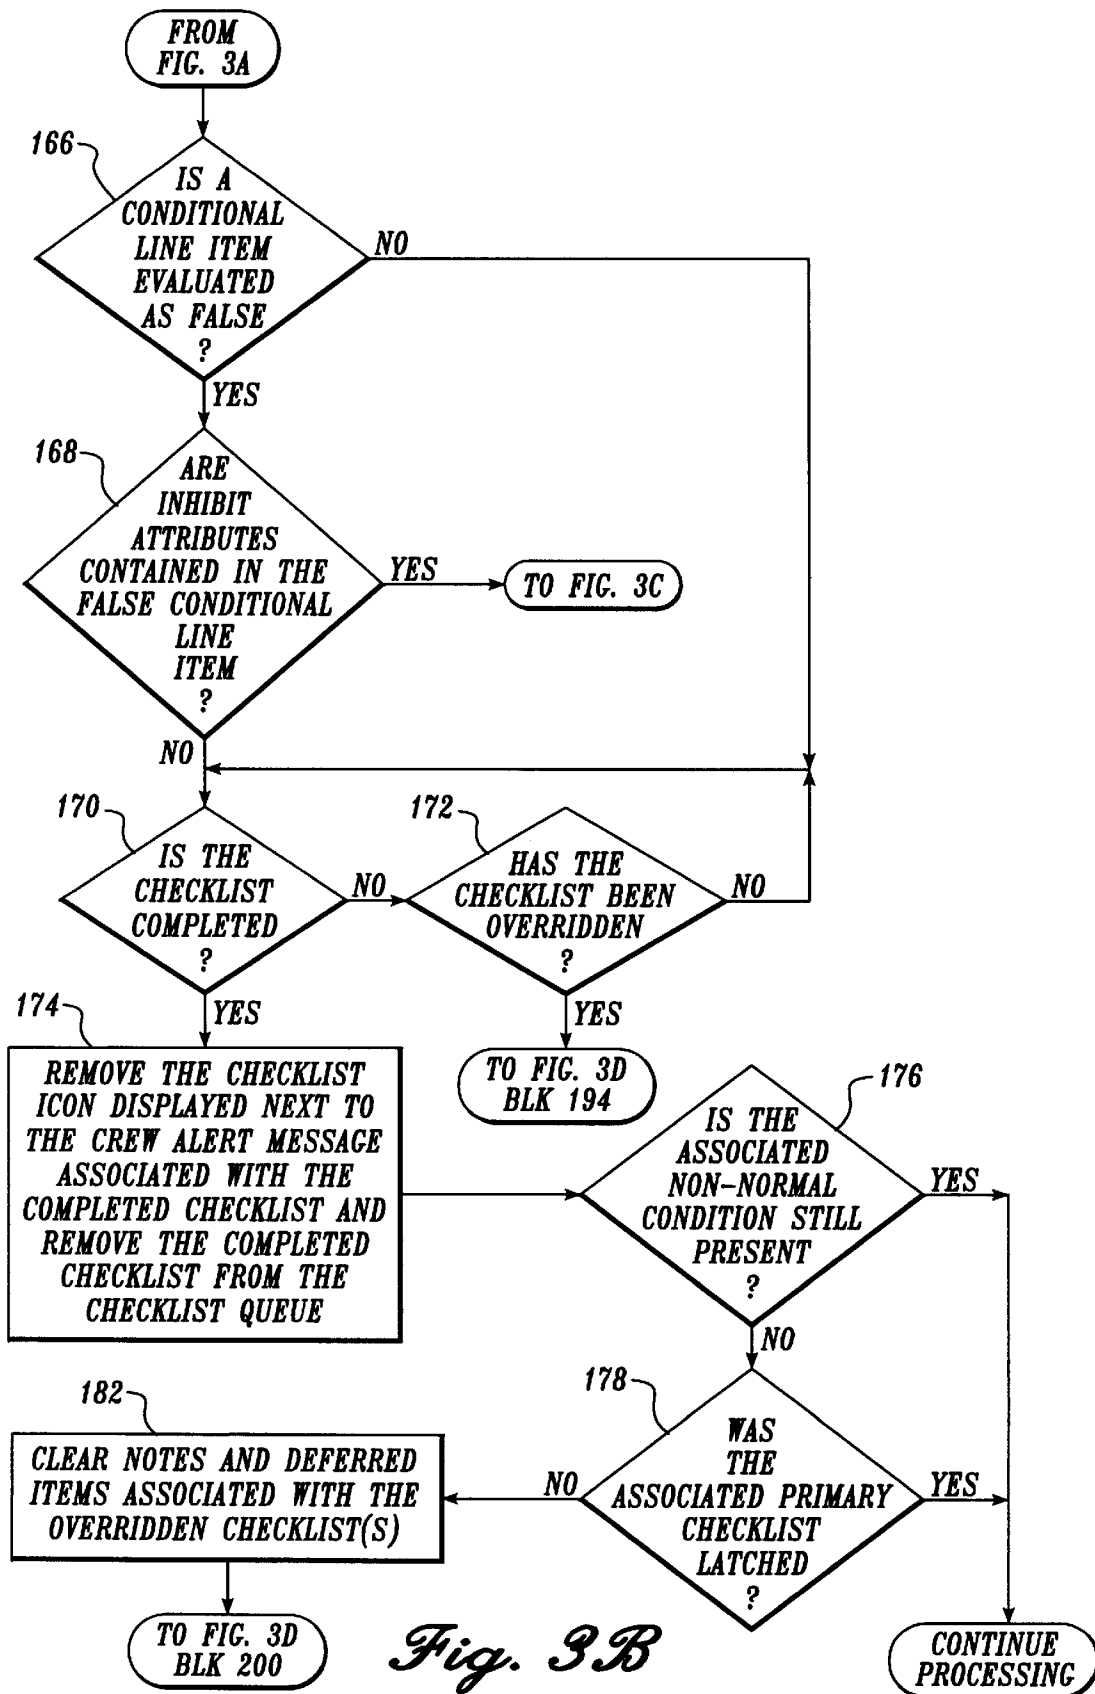 FROM
FIG. 3A
166
IS A
CONDITIONAL
LINE ITEM
EVALUATED
AS FALSE
?
NO
YES
168
ARE
INHIBIT
ATTRIBUTES
CONTAINED IN THE
FALSE CONDITIONAL
LINE
ITEM
?
YES
TO FIG. 3C
NO
170
IS THE
CHECKLIST
COMPLETED
?
NO
172
HAS THE
CHECKLIST BEEN
OVERRIDDEN
?
NO
YES
TO FIG. 3D
BLK 194
YES
174
REMOVE THE CHECKLIST
ICON DISPLAYED NEXT TO
THE CREW ALERT MESSAGE
ASSOCIATED WITH THE
COMPLETED CHECKLIST AND
REMOVE THE COMPLETED
CHECKLIST FROM THE
CHECKLIST QUEUE
176
IS THE
ASSOCIATED
NON-NORMAL
CONDITION STILL
PRESENT
?
YES
NO
178
WAS
THE
ASSOCIATED PRIMARY
CHECKLIST
LATCHED
?
YES
NO
182
CLEAR NOTES AND DEFERRED
ITEMS ASSOCIATED WITH THE
OVERRIDDEN CHECKLIST(S)
TO FIG. 3D
BLK 200
CONTINUE
PROCESSING
Fig. 3B